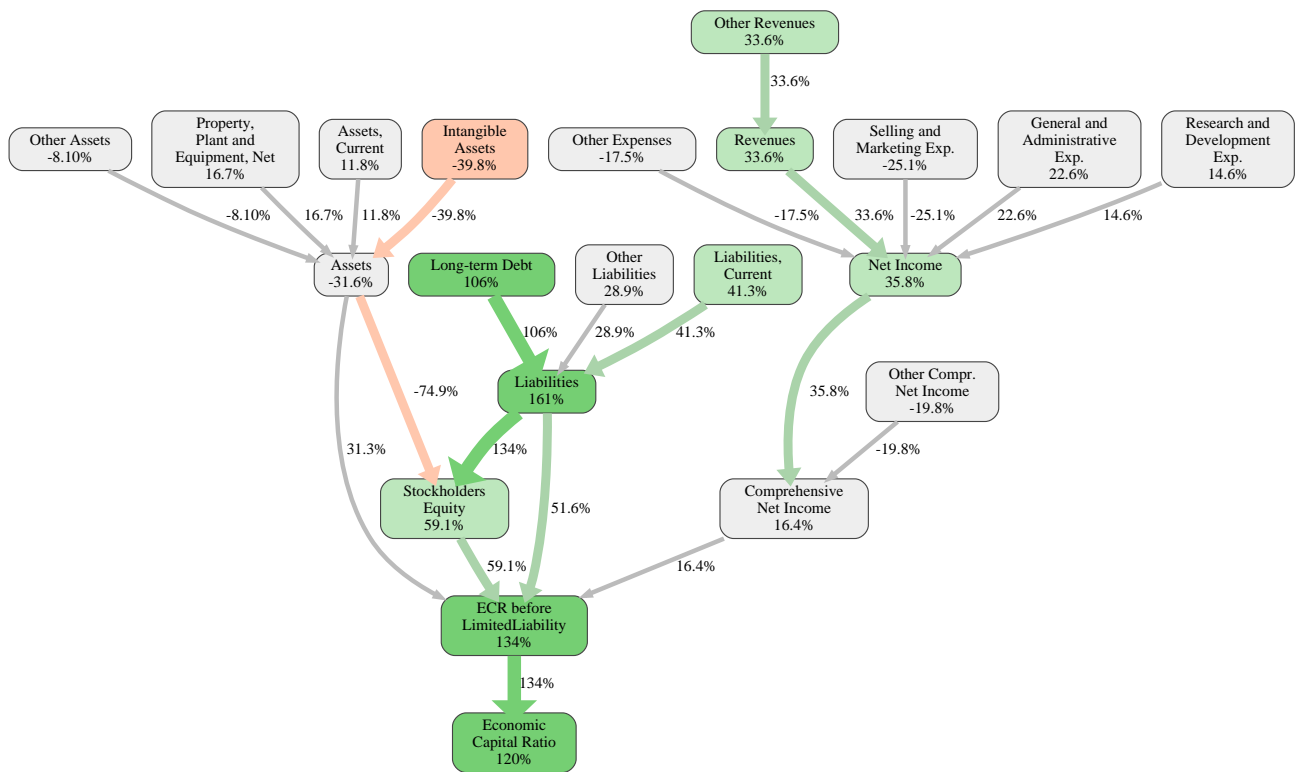 Other Revenues
33.6%
33.6%
Other Assets
-8.10%
Property,
Plant and
Equipment, Net
16.7%
Assets,
Current
11.8%
Intangible
Assets
-39.8%
Other Expenses
-17.5%
Revenues
33.6%
Selling and
Marketing Exp.
-25.1%
General and
Administrative
Exp.
22.6%
Research and
Development
Exp.
14.6%
-8.10%
16.7%
11.8%
-39.8%
-17.5%
33.6%
-25.1%
22.6%
14.6%
Assets
-31.6%
Long-term Debt
106%
Other
Liabilities
28.9%
Liabilities,
Current
41.3%
Net Income
35.8%
106%
28.9%
41.3%
Liabilities
161%
-74.9%
35.8%
Other Compr.
Net Income
-19.8%
31.3%
134%
-19.8%
Stockholders
Equity
59.1%
51.6%
Comprehensive
Net Income
16.4%
59.1%
16.4%
ECR before
LimitedLiability
134%
134%
Economic
Capital Ratio
120%